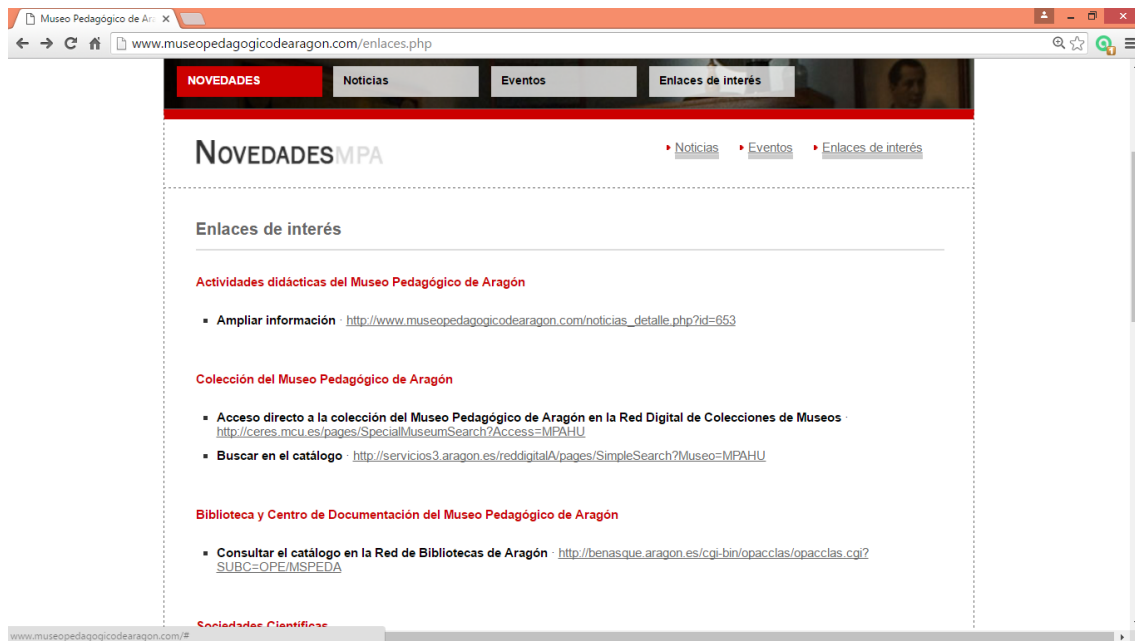 Museo Pedagógico de Ara
www.museopedagogicodearagon.com/enlaces.php
NOVEDADES Noticias Eventos Enlaces de interés
NOVEDADESMPA Noticias Eventos Enlaces de interés
Enlaces de interés
Actividades didácticas del Museo Pedagógico de Aragón
Ampliar información · http://www.museopedagogicodearagon.com/noticias_detalle.php?id=653
Colección del Museo Pedagógico de Aragón
Acceso directo a la colección del Museo Pedagógico de Aragón en la Red Digital de Colecciones de Museos ·
http://ceres.mcu.es/pages/SpecialMuseumSearch?Access=MPAHU
Buscar en el catálogo · http://servicios3.aragon.es/reddigitalA/pages/SimpleSearch?Museo=MPAHU
Biblioteca y Centro de Documentación del Museo Pedagógico de Aragón
Consultar el catálogo en la Red de Bibliotecas de Aragón · http://benasque.aragon.es/cgi-bin/opacclas/opacclas.cgi?
SUBC=OPE/MSPEDA
Sociedades Científicas
www.museopedagogicodearagon.com/#